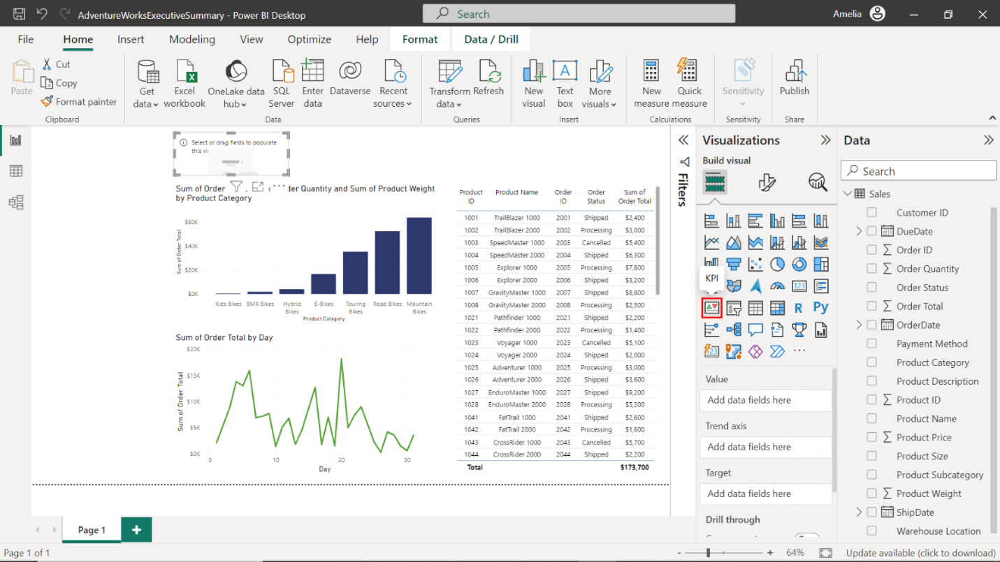 AdventureWorksExecutiveSummary - Power BI Desktop
Search
Amelia
File Home Insert Modeling View Optimize Help Format Data / Drill
Paste
Cut
Copy
Format painter
Clipboard
Get data
Excel workbook
OneLake data hub
SQL Server
Enter data
Dataverse
Recent sources
Data
Transform data
Refresh
Queries
New visual
Text box
More visuals
Insert
New measure
Quick measure
Calculations
Sensitivity
Sensitivity
Publish
Share
Select or drag fields to populate
this vi
Sum of Order der Quantity and Sum of Product Weight
by Product Category
Sum of Order Total
$60K
$40K
$20K
$0K
Kids Bikes BMX Bikes Hybrid Bikes E-Bikes Touring Bikes Road Bikes Mountain Bikes
Product Category
Sum of Order Total by Day
Sum of Order Total
$20K
$15K
$10K
$5K
$0K
0 10 20 30
Day
Product ID Product Name Order ID Order Status Sum of Order Total
1001 TrailBlazer 1000 2001 Shipped $2,400
1002 TrailBlazer 2000 2002 Processing $3,000
1003 SpeedMaster 1000 2003 Cancelled $5,400
1004 SpeedMaster 2000 2004 Shipped $6,300
1005 Explorer 1000 2005 Processing $7,800
1006 Explorer 2000 2006 Shipped $3,200
1007 GravityMaster 1000 2007 Shipped $8,800
1008 GravityMaster 2000 2008 Processing $2,500
1021 Pathfinder 1000 2021 Shipped $2,200
1022 Pathfinder 2000 2022 Processing $1,400
1023 Voyager 1000 2023 Cancelled $5,100
1024 Voyager 2000 2024 Shipped $2,000
1025 Adventurer 1000 2025 Processing $3,000
1026 Adventurer 2000 2026 Shipped $3,600
1027 EnduroMaster 1000 2027 Shipped $9,200
1028 EnduroMaster 2000 2028 Processing $5,200
1041 FatTrail 1000 2041 Shipped $2,600
1042 FatTrail 2000 2042 Processing $1,600
1043 CrossRider 1000 2043 Cancelled $5,700
1044 CrossRider 2000 2044 Shipped $2,200
Total $173,700
Filters
Visualizations
Build visual
KPI
123
R
Py
123
Value
Add data fields here
Trend axis
Add data fields here
Target
Add data fields here
Drill through
Data
Search
Sales
Customer ID
DueDate
Order ID
Order Quantity
Order Status
Order Total
OrderDate
Payment Method
Product Category
Product Description
Product ID
Product Name
Product Price
Product Size
Product Subcategory
Product Weight
ShipDate
Warehouse Location
Page 1
Page 1 of 1
64%
Update available (click to download)